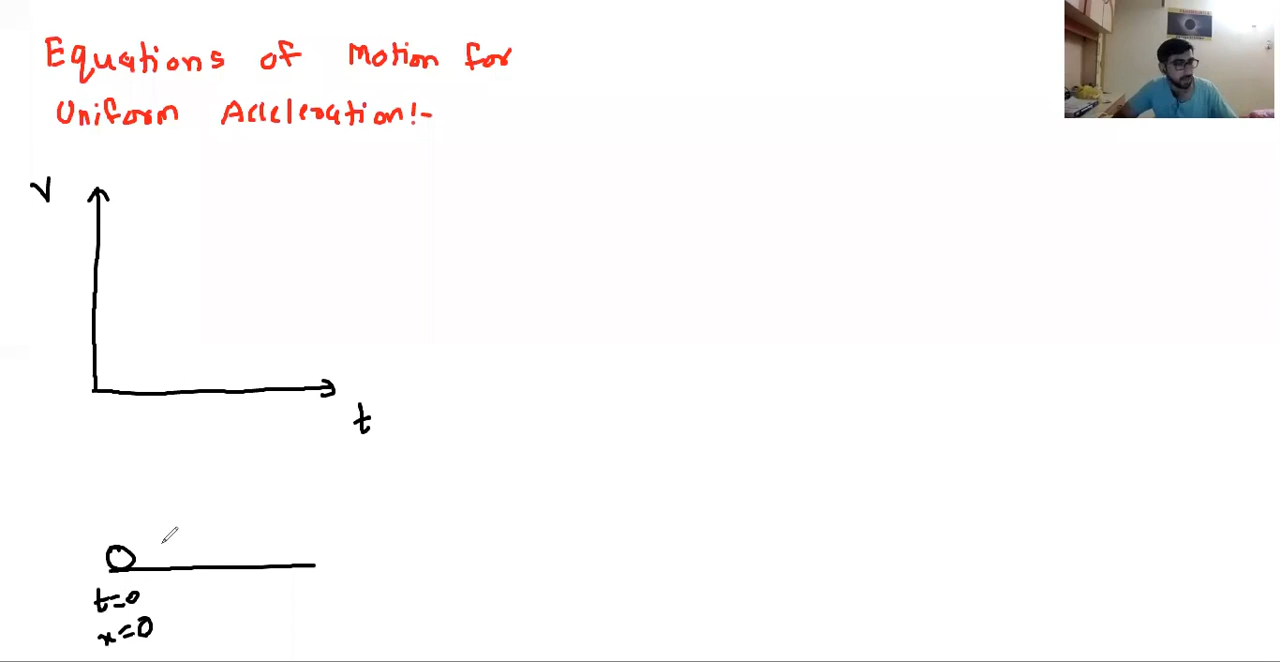 Equations of Motion for
Uniform Acceleration:-
V
t
t=0
x=0